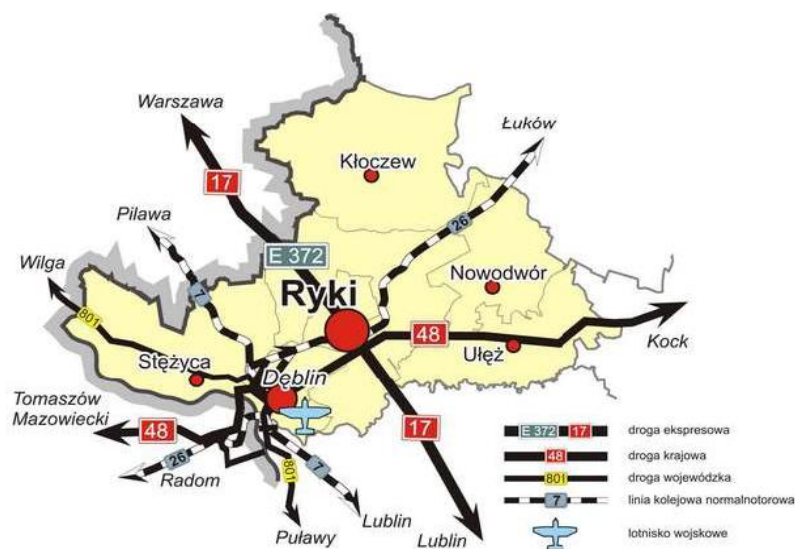 Warszawa
Łuków
17
Kłoczew
Pilawa
26
Wilga
E 372
Nowodwór
7
Ryki
801
48
Kock
Stężyca
Ułęż
Dęblin
Tomaszów
Mazowiecki
48
17
E 372 17 droga ekspresowa
26
801
7
48 droga krajowa
Radom
801 droga wojewódzka
Puławy
Lublin
7 linia kolejowa normalnotorowa
Lublin
lotnisko wojskowe